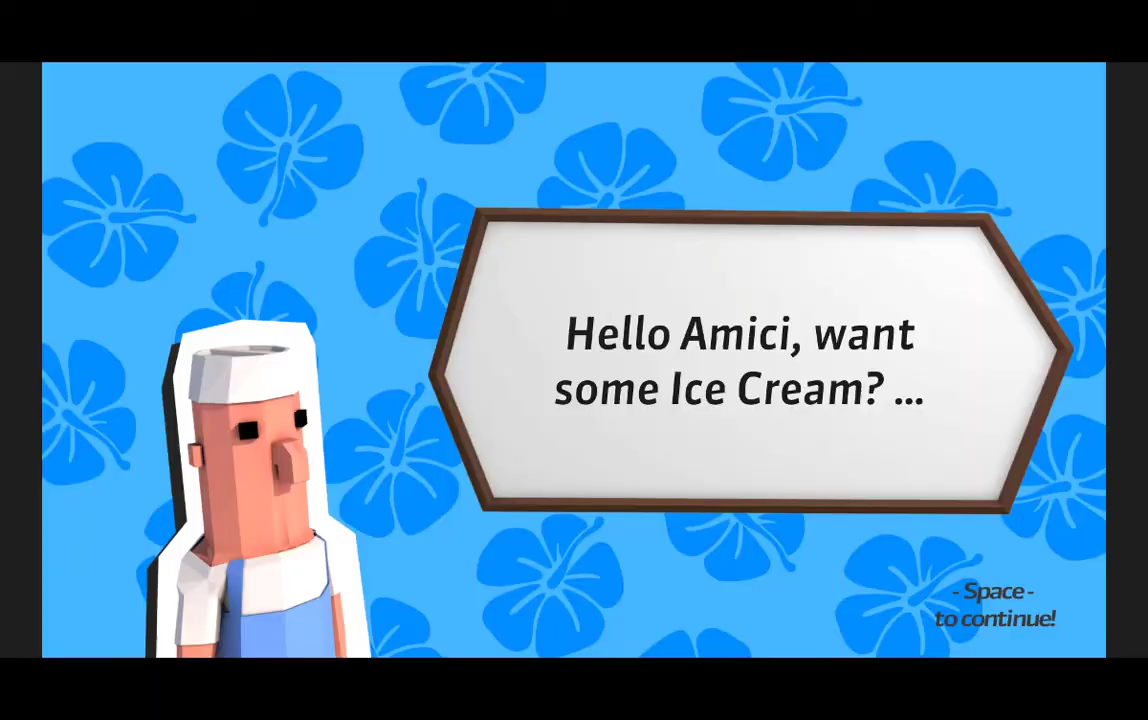 Hello Amici, want
some Ice Cream? ...
- Space -
to continue!